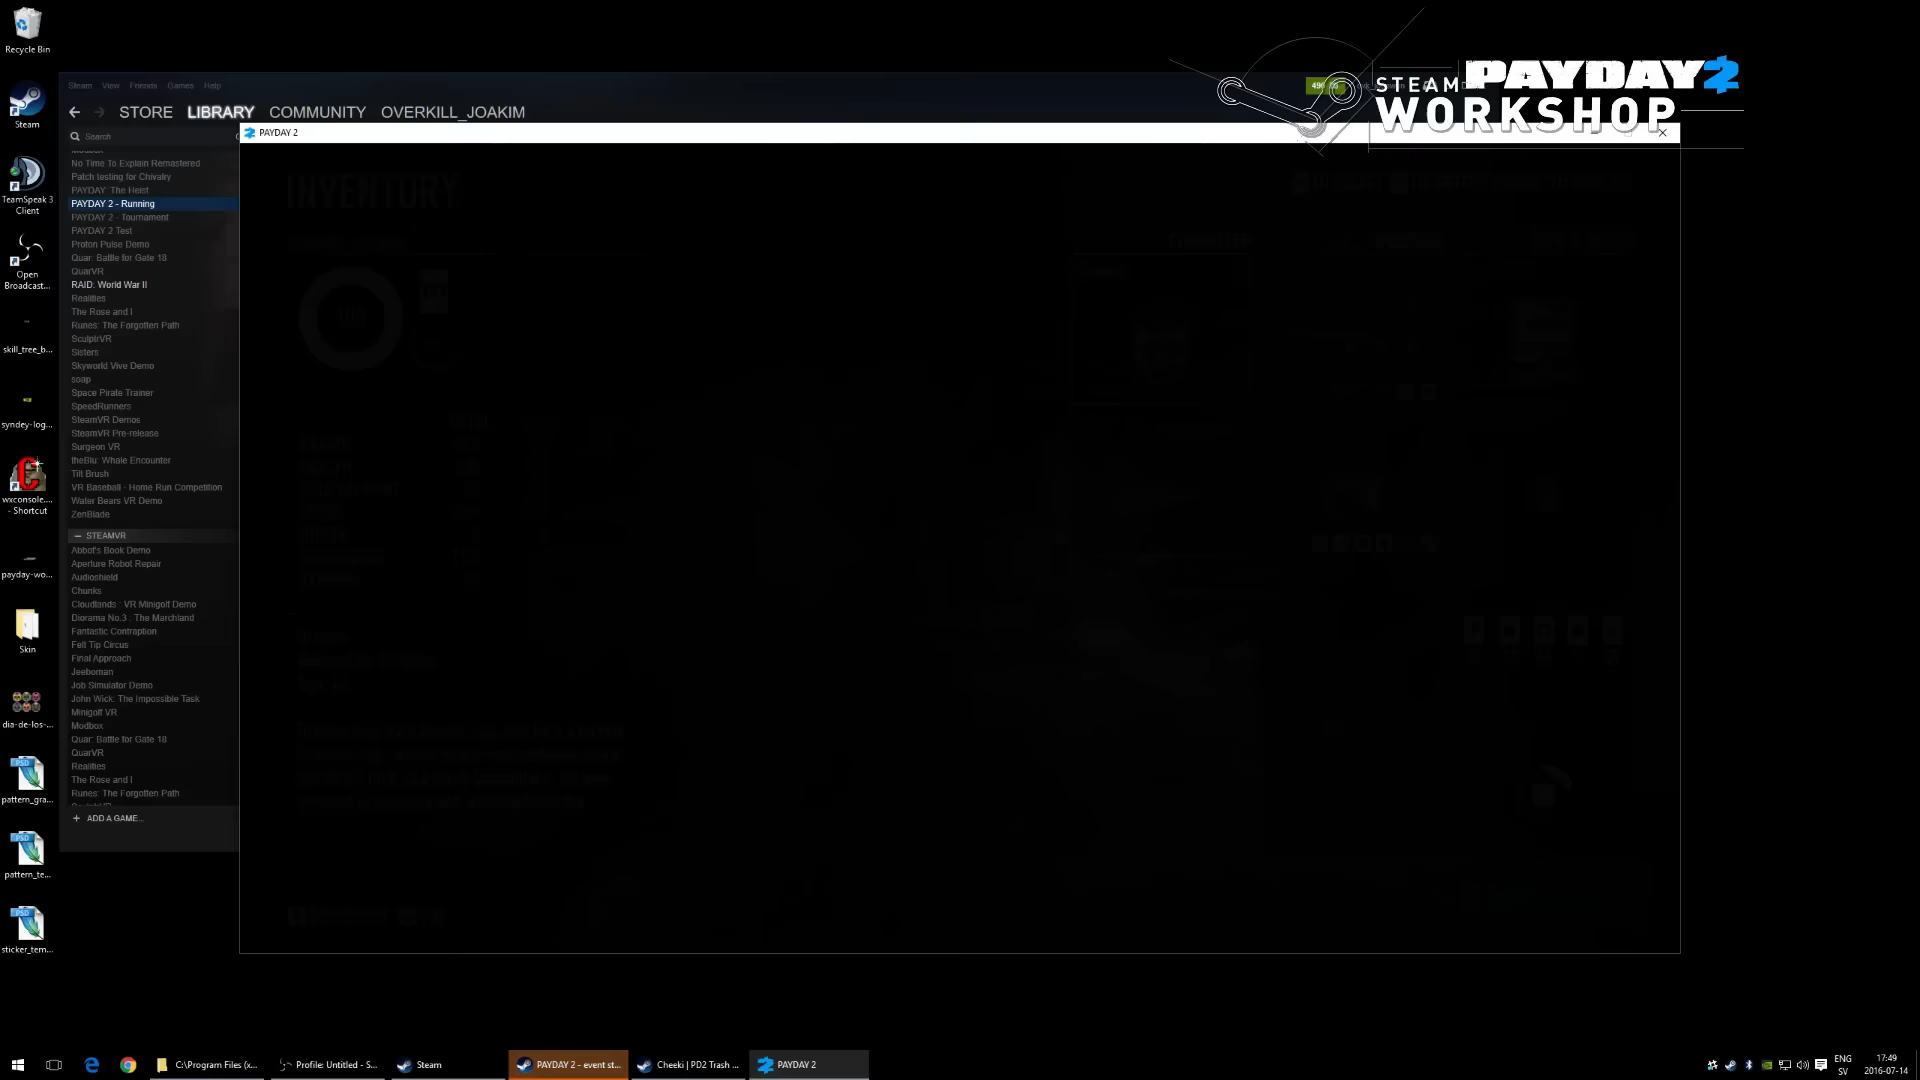 Recycle Bin
Steam
TeamSpeak 3
Client
Open
Broadcast...
skill_tree_b...
syndey-log...
wxconsole....
- Shortcut
payday-wo...
Skin
dia-de-los-...
pattern_gra...
pattern_te...
sticker_tem...
Steam View Friends Games Help
STORE LIBRARY COMMUNITY OVERKILL_JOAKIM
Search
No Time To Explain Remastered
Patch testing for Chivalry
PAYDAY: The Heist
PAYDAY 2 - Running
PAYDAY 2 - Tournament
PAYDAY 2 Test
Proton Pulse Demo
Quar: Battle for Gate 18
QuarVR
RAID: World War II
Realities
The Rose and I
Runes: The Forgotten Path
SculptrVR
Sisters
Skyworld Vive Demo
soap
Space Pirate Trainer
SpeedRunners
SteamVR Demos
SteamVR Pre-release
Surgeon VR
theBlu: Whale Encounter
Tilt Brush
VR Baseball - Home Run Competition
Water Bears VR Demo
ZenBlade
STEAMVR
Abbot's Book Demo
Aperture Robot Repair
Audioshield
Chunks
Cloudlands : VR Minigolf Demo
Diorama No.3 : The Marchland
Fantastic Contraption
Fell Tip Circus
Final Approach
Jeeboman
Job Simulator Demo
John Wick: The Impossible Task
Minigolf VR
Modbox
Quar: Battle for Gate 18
QuarVR
Realities
The Rose and I
Runes: The Forgotten Path
+ ADD A GAME...
PAYDAY 2
INVENTORY
STEAM PAYDAY 2
WORKSHOP
C:\Program Files (x...
Profile: Untitled - S...
Steam
PAYDAY 2 - event st...
Cheeki | PD2 Trash ...
PAYDAY 2
ENG
SV
17:49
2016-07-14